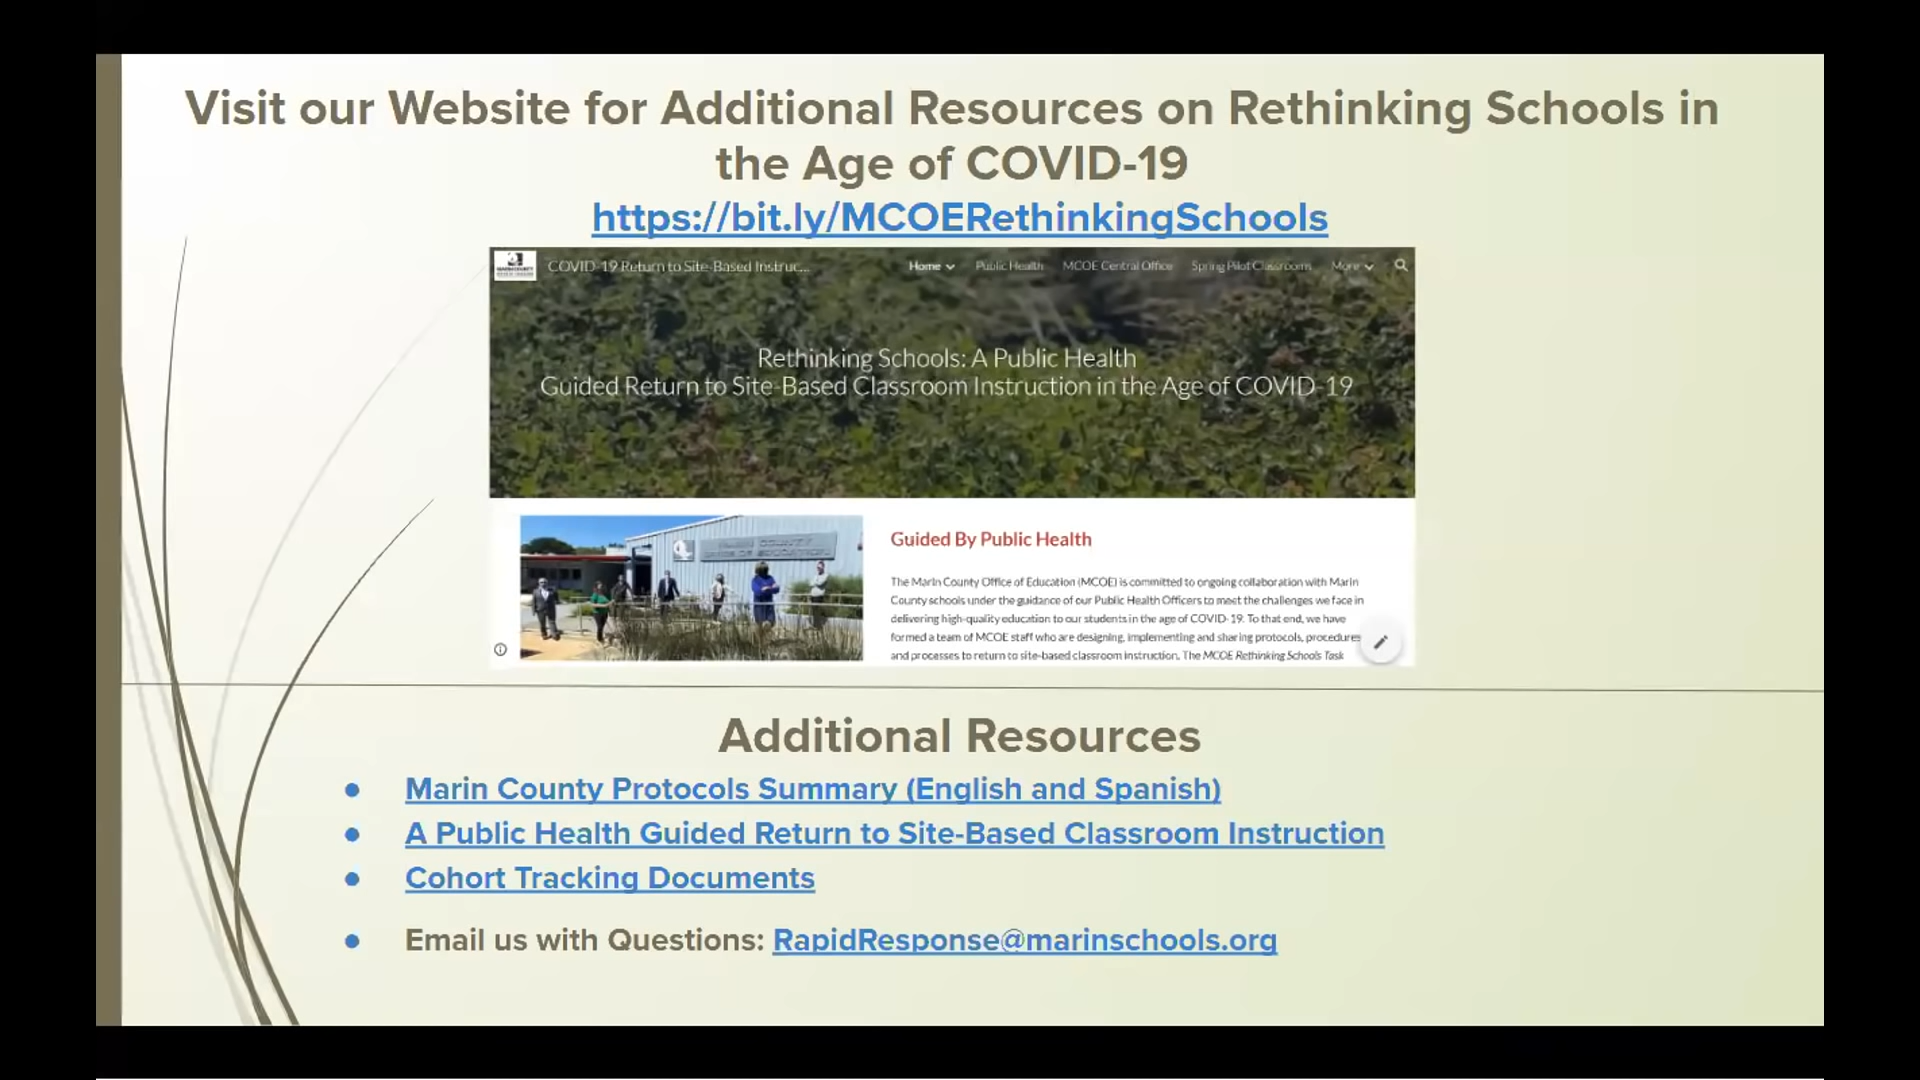 Visit our Website for Additional Resources on Rethinking Schools in
the Age of COVID-19
https://bit.ly/MCOERethinkingSchools
MARIN COUNTY
COVID-19 Return to Site-Based Instruc...
Home
Public Health
MCOE Central Office
Spring Pilot Classrooms
More
Rethinking Schools: A Public Health
Guided Return to Site-Based Classroom Instruction in the Age of COVID-19
MARIN COUNTY
OFFICE OF EDUCATION
Guided By Public Health
The Marin County Office of Education (MCOE) is committed to ongoing collaboration with Marin
County schools under the guidance of our Public Health Officers to meet the challenges we face in
delivering high-quality education to our students in the age of COVID-19. To that end, we have
formed a team of MCOE staff who are designing, implementing and sharing protocols, procedures
and processes to return to site-based classroom instruction. The MCOE Rethinking Schools Task
Additional Resources
● Marin County Protocols Summary (English and Spanish)
● A Public Health Guided Return to Site-Based Classroom Instruction
● Cohort Tracking Documents
● Email us with Questions: RapidResponse@marinschools.org